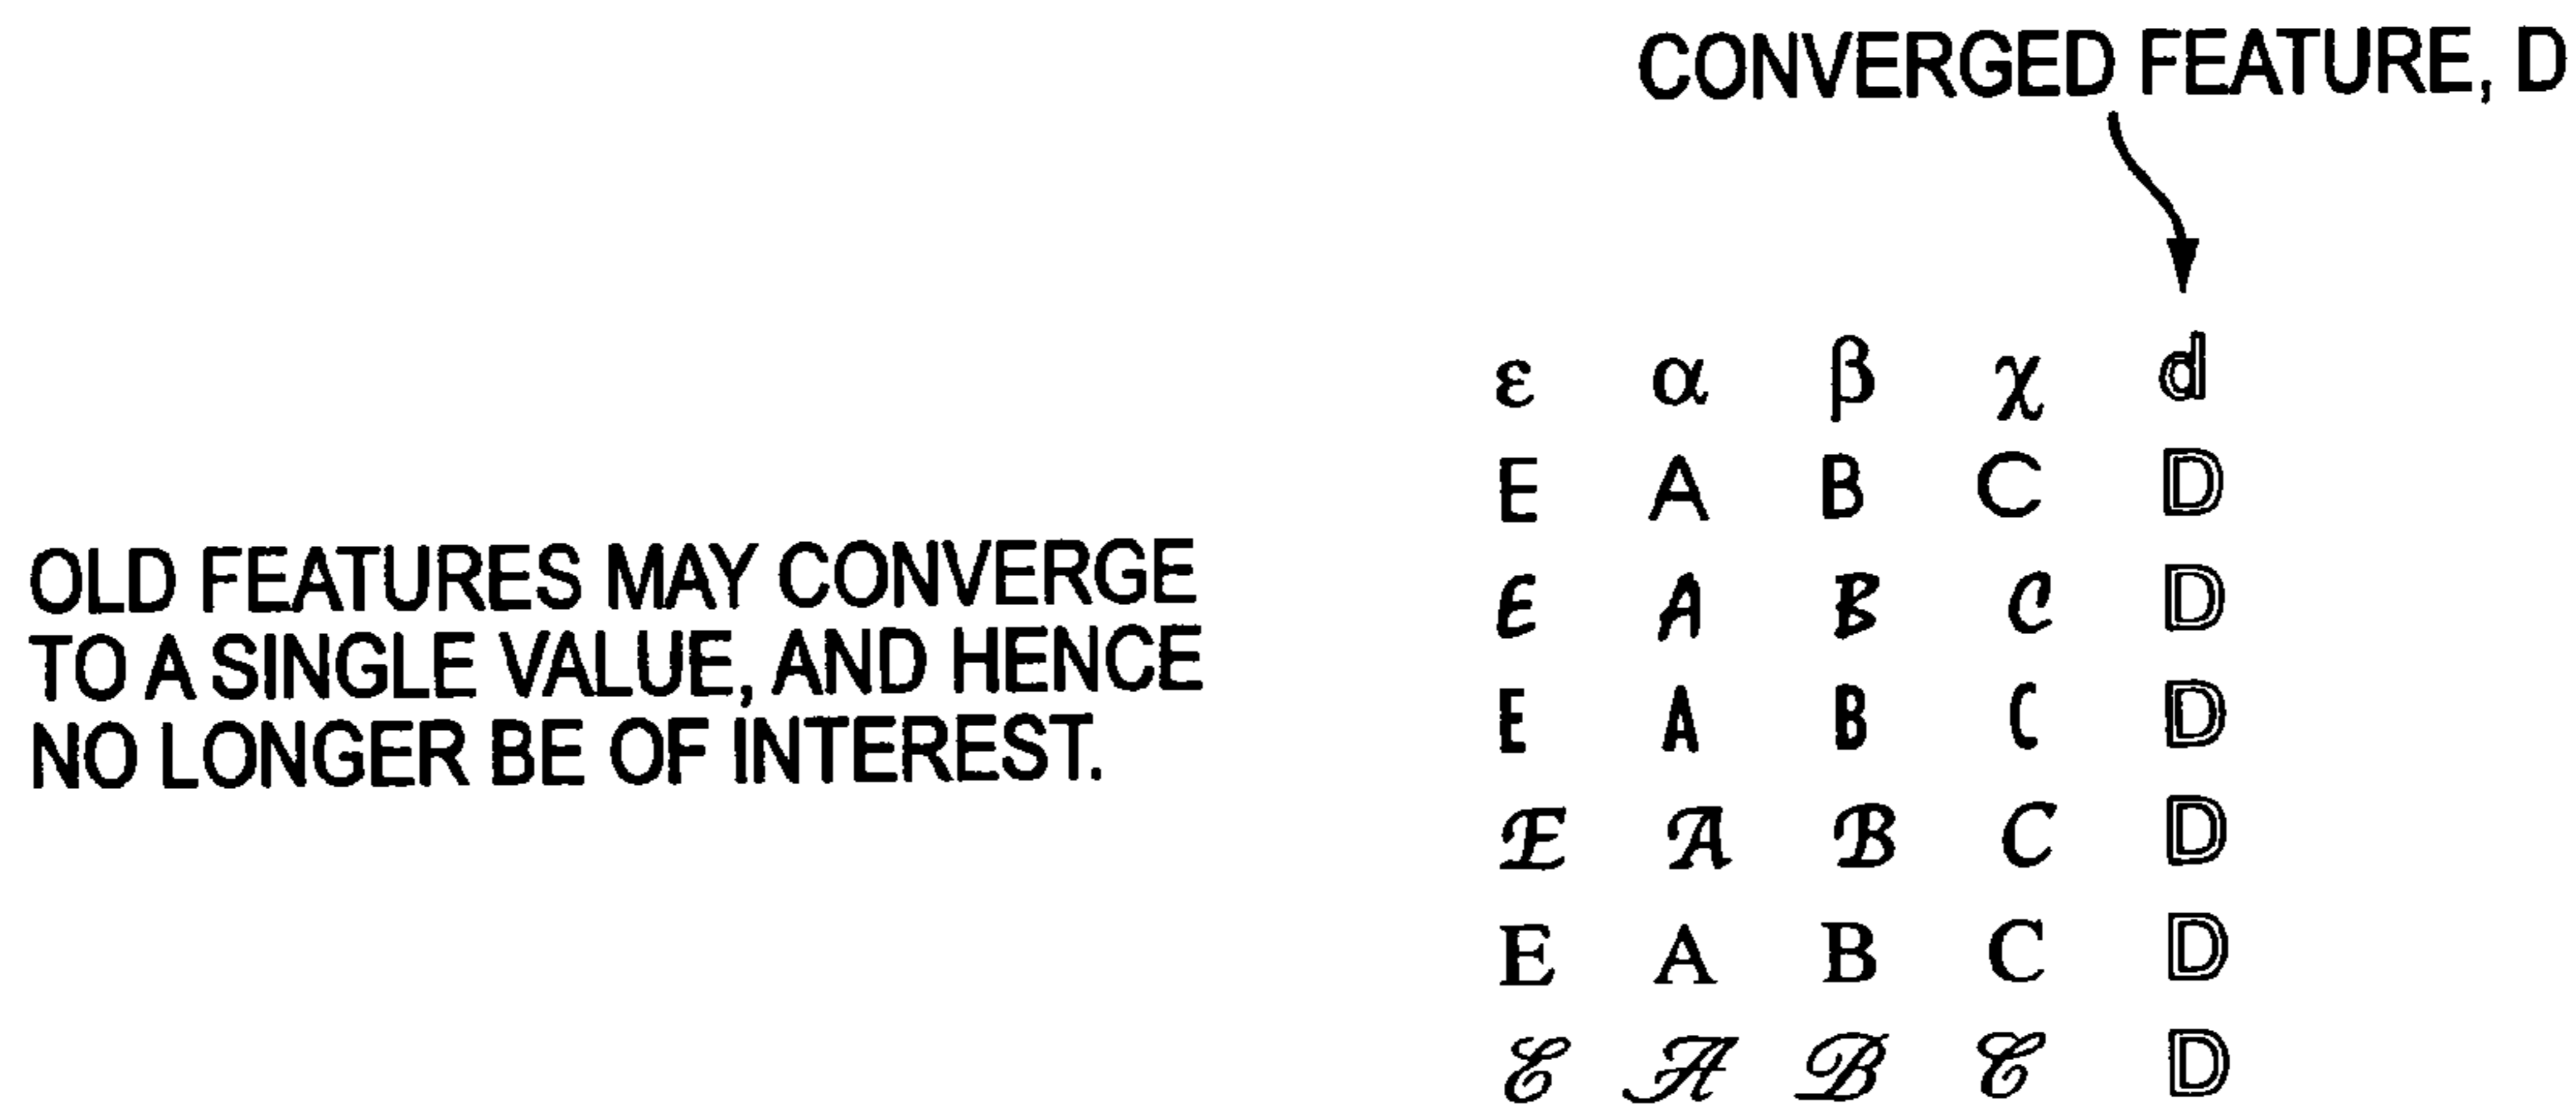 CONVERGED FEATURE, D
OLD FEATURES MAY CONVERGE
TO A SINGLE VALUE, AND HENCE
NO LONGER BE OF INTEREST.
ε α β χ d
E A B C D
E A B C D
E A B C D
E A B C D
E A B C D
E A B C D